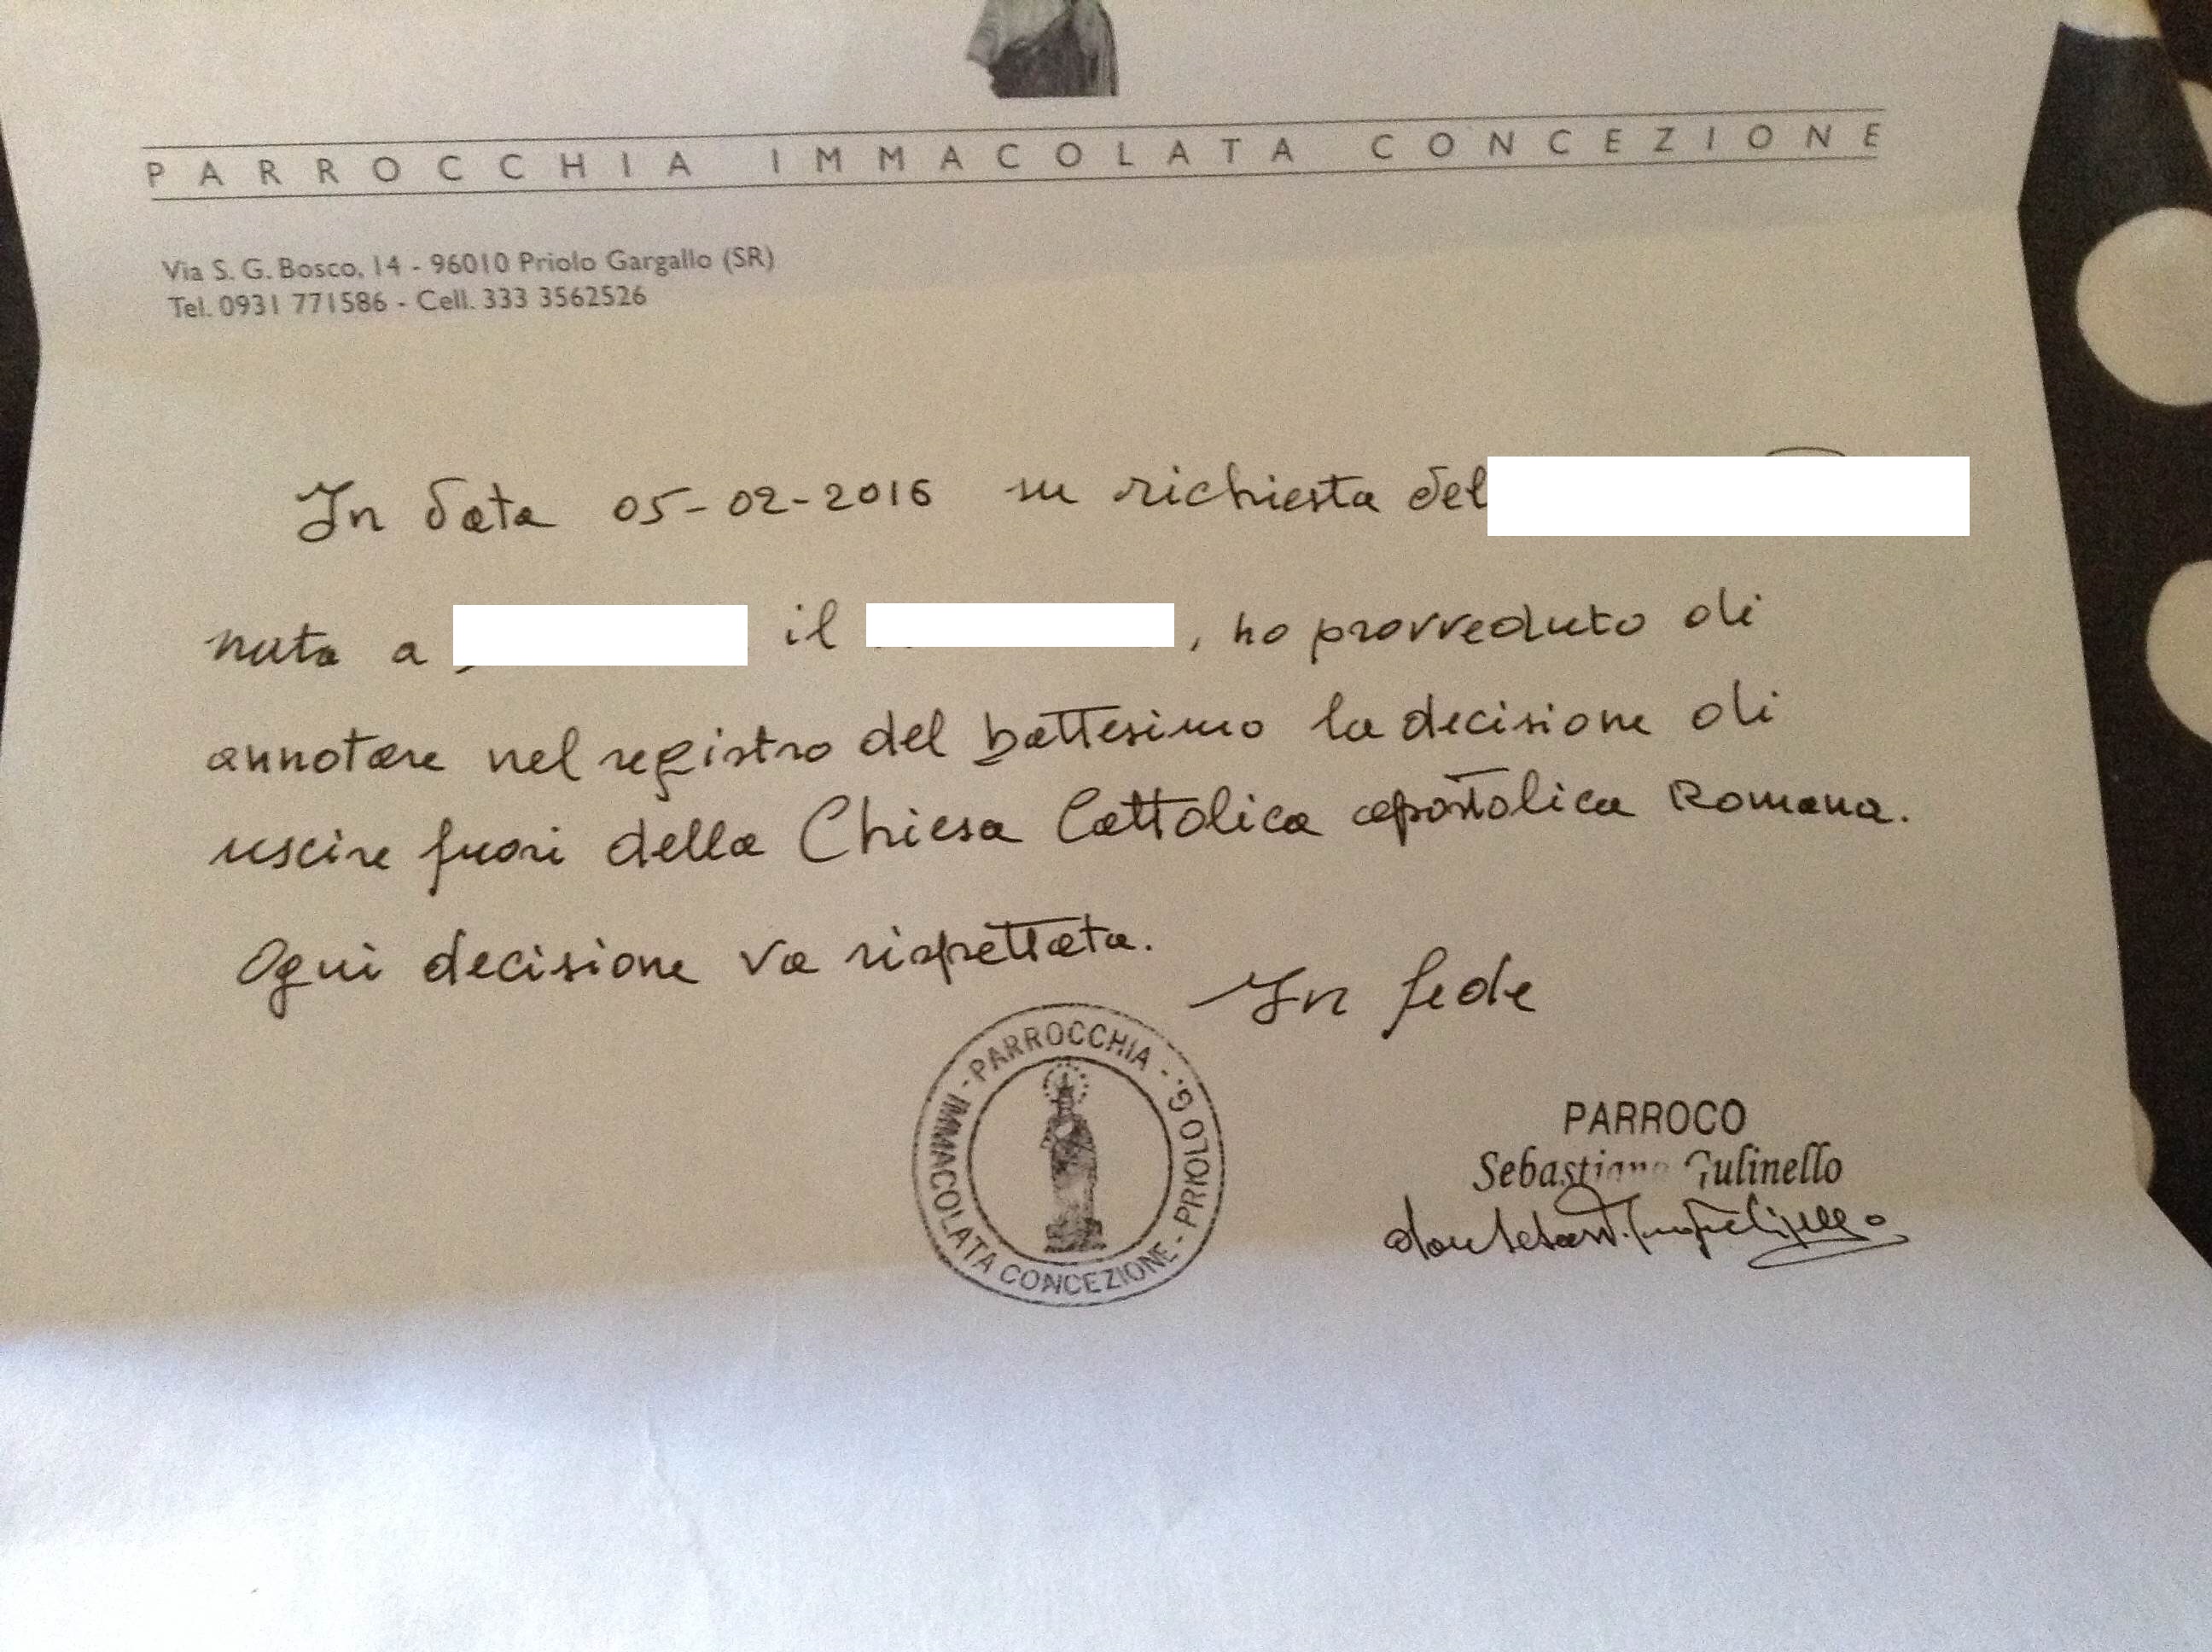 PARROCCHIA IMMACOLATA CONCEZIONE
Via S. G. Bosco, 14 - 96010 Priolo Gargallo (SR)
Tel. 0931 771586 - Cell. 333 3562526
In data 05-02-2016 su richiesta del
nata a il , ho provveduto di
annotare nel registro del battesimo la decisione di
uscire fuori della Chiesa Cattolica apostolica Romana.
Ogni decisione va rispettata.
In fede
PARROCCHIA - PRIOLO G. - IMMACOLATA CONCEZIONE -
PARROCO
Sebastiano Gulinello